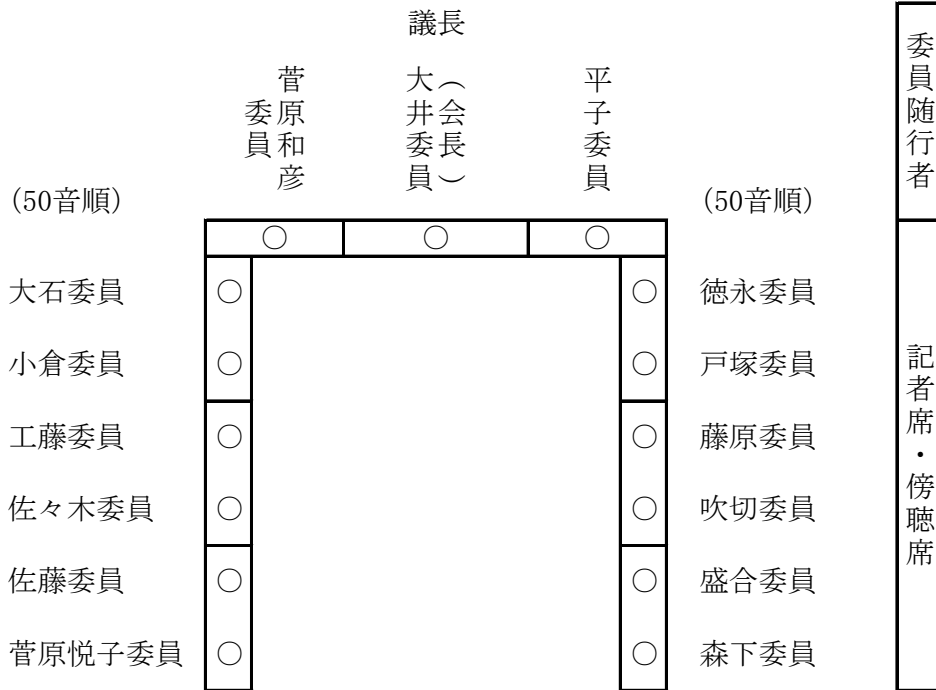 議長
菅原和彦
委員
(会長)
大井委員
平子委員
委員随行者
(50音順)
(50音順)
○
○
○
大石委員 ○
○ 徳永委員
小倉委員 ○
○ 戸塚委員
工藤委員 ○
○ 藤原委員
佐々木委員 ○
○ 吹切委員
佐藤委員 ○
○ 盛合委員
菅原悦子委員 ○
○ 森下委員
記者席・傍聴席